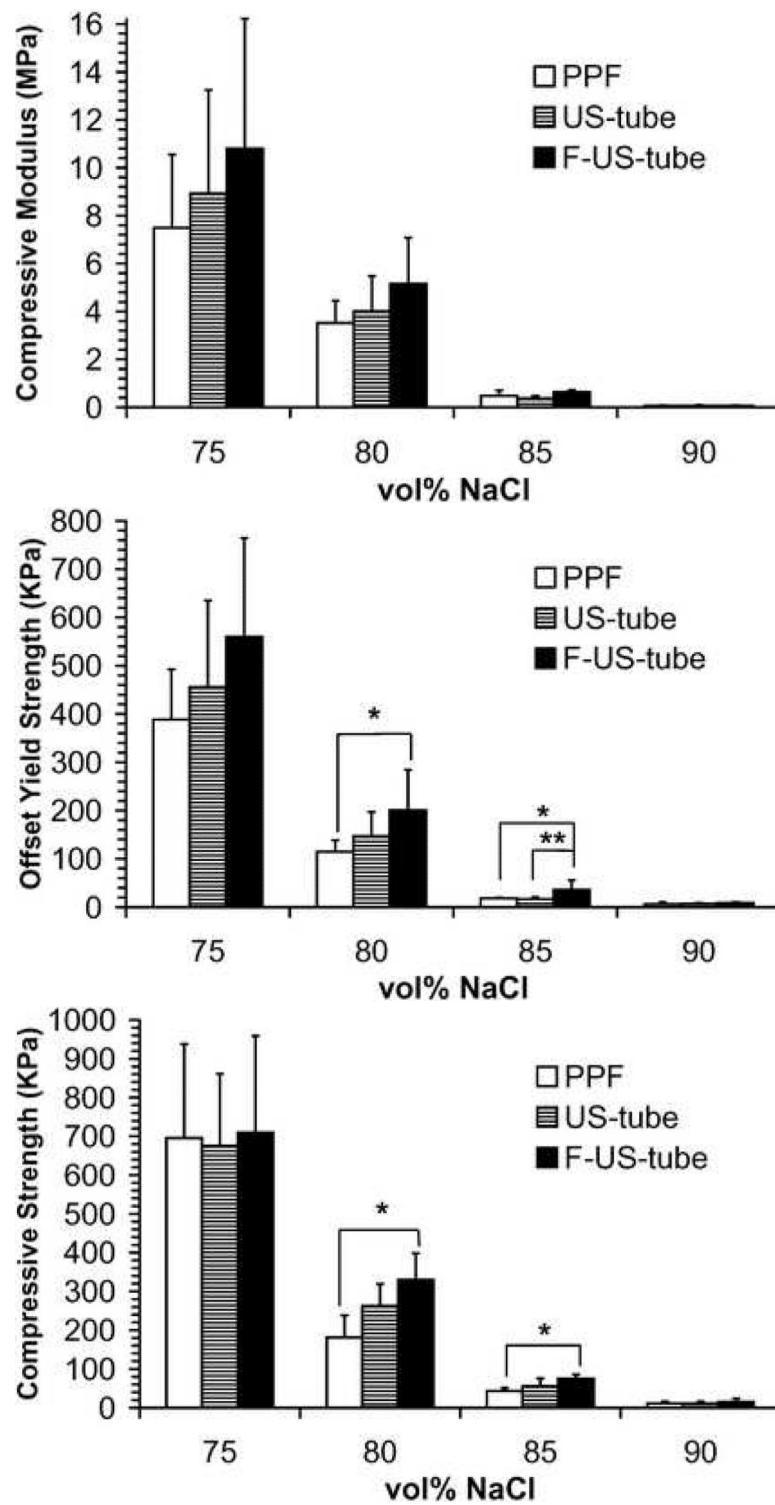 Compressive Modulus (MPa)
16
14
12
10
8
6
4
2
0
PPF
US-tube
F-US-tube
75 80 85 90
vol% NaCl
Offset Yield Strength (KPa)
800
700
600
500
400
300
200
100
0
PPF
US-tube
F-US-tube
*
*
**
75 80 85 90
vol% NaCl
Compressive Strength (KPa)
1000
900
800
700
600
500
400
300
200
100
0
PPF
US-tube
F-US-tube
*
*
75 80 85 90
vol% NaCl